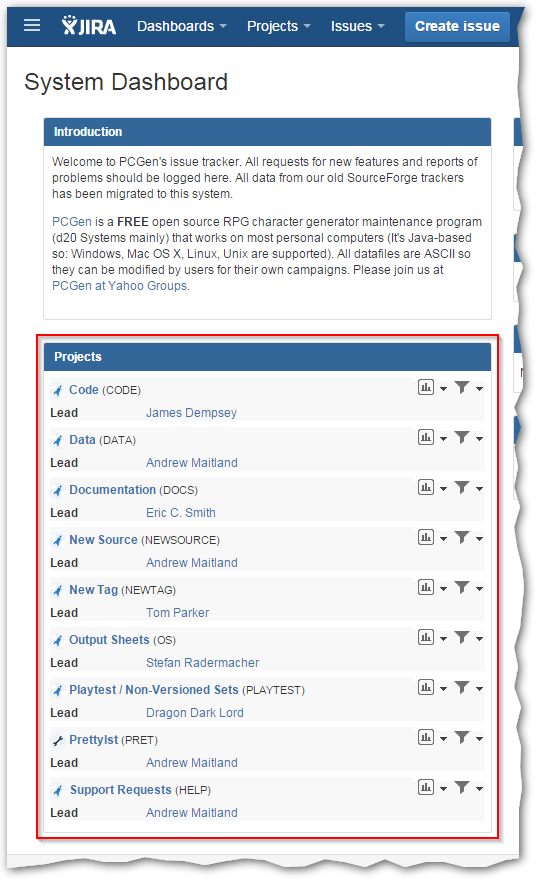 JIRA Dashboards Projects Issues Create issue
System Dashboard
Introduction
Welcome to PCGen's issue tracker. All requests for new features and reports of
problems should be logged here. All data from our old SourceForge trackers
has been migrated to this system.
PCGen is a FREE open source RPG character generator maintenance program
(d20 Systems mainly) that works on most personal computers (It's Java-based
so: Windows, Mac OS X, Linux, Unix are supported). All datafiles are ASCII so
they can be modified by users for their own campaigns. Please join us at
PCGen at Yahoo Groups.
Projects
Code (CODE)
Lead James Dempsey
Data (DATA)
Lead Andrew Maitland
Documentation (DOCS)
Lead Eric C. Smith
New Source (NEWSOURCE)
Lead Andrew Maitland
New Tag (NEWTAG)
Lead Tom Parker
Output Sheets (OS)
Lead Stefan Radermacher
Playtest / Non-Versioned Sets (PLAYTEST)
Lead Dragon Dark Lord
Prettylst (PRET)
Lead Andrew Maitland
Support Requests (HELP)
Lead Andrew Maitland